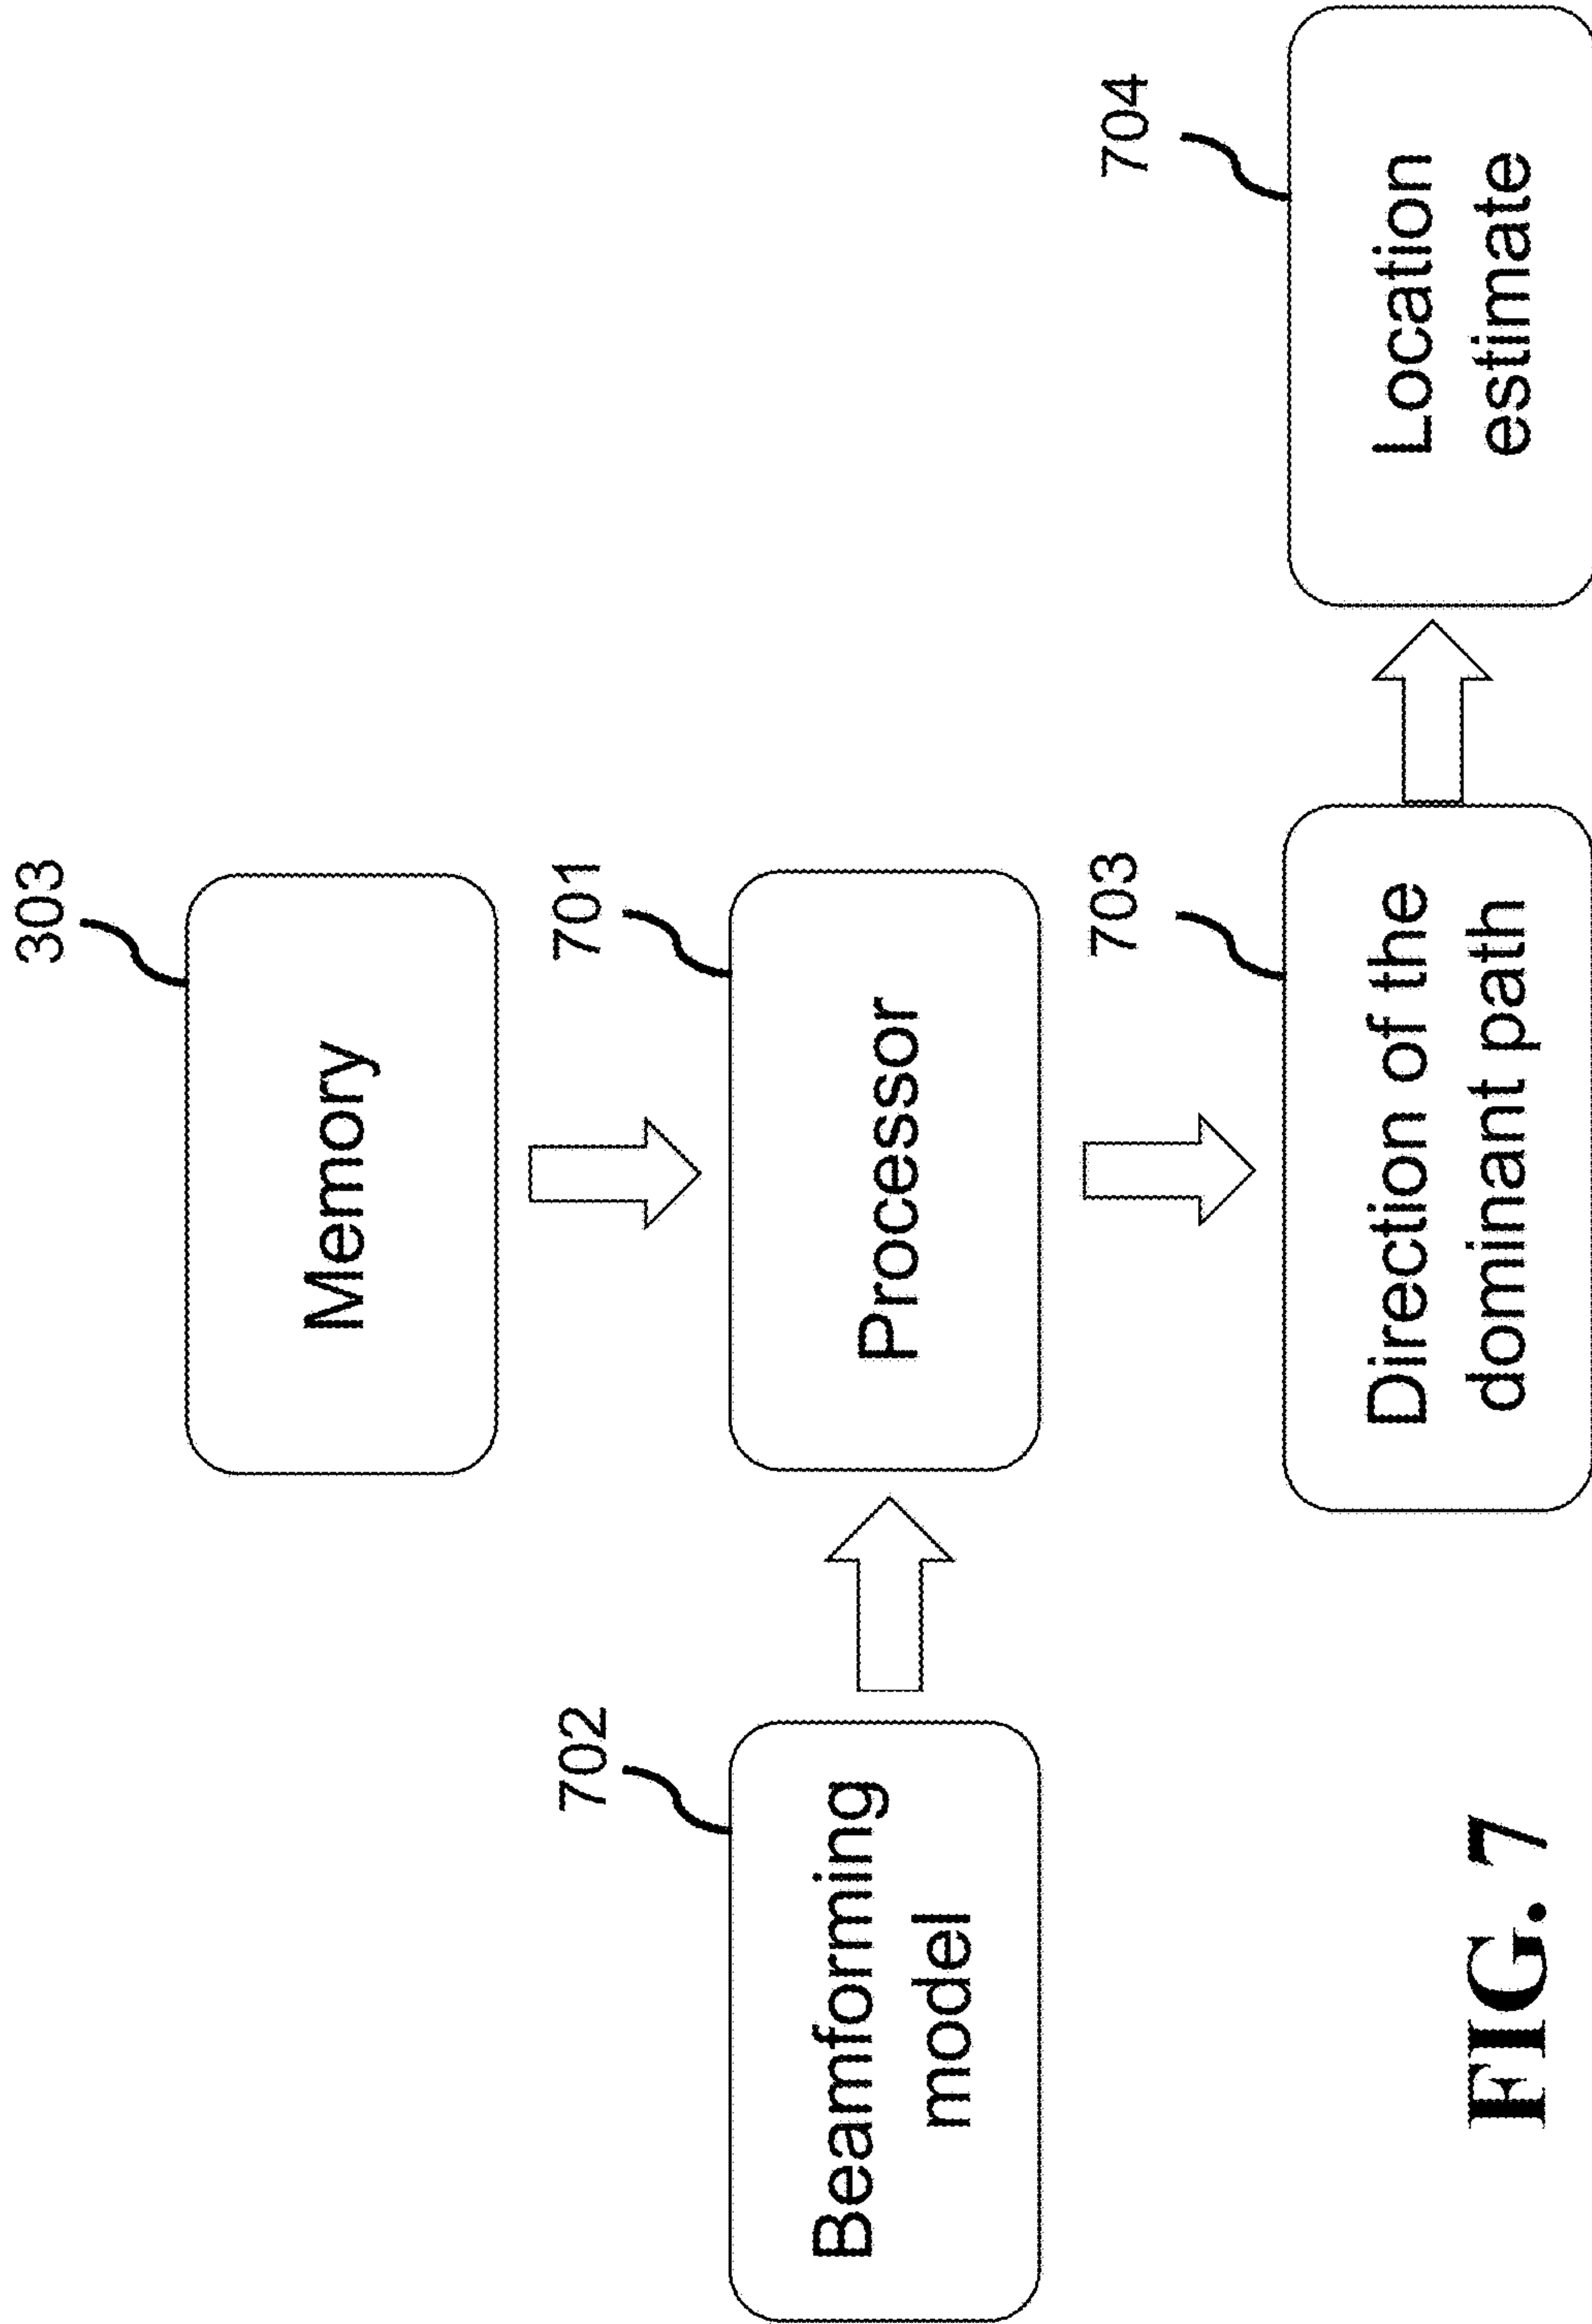 303
Memory
702
701
Beamforming
model
Processor
703
704
Direction of the
dominant path
Location
estimate
FIG. 7